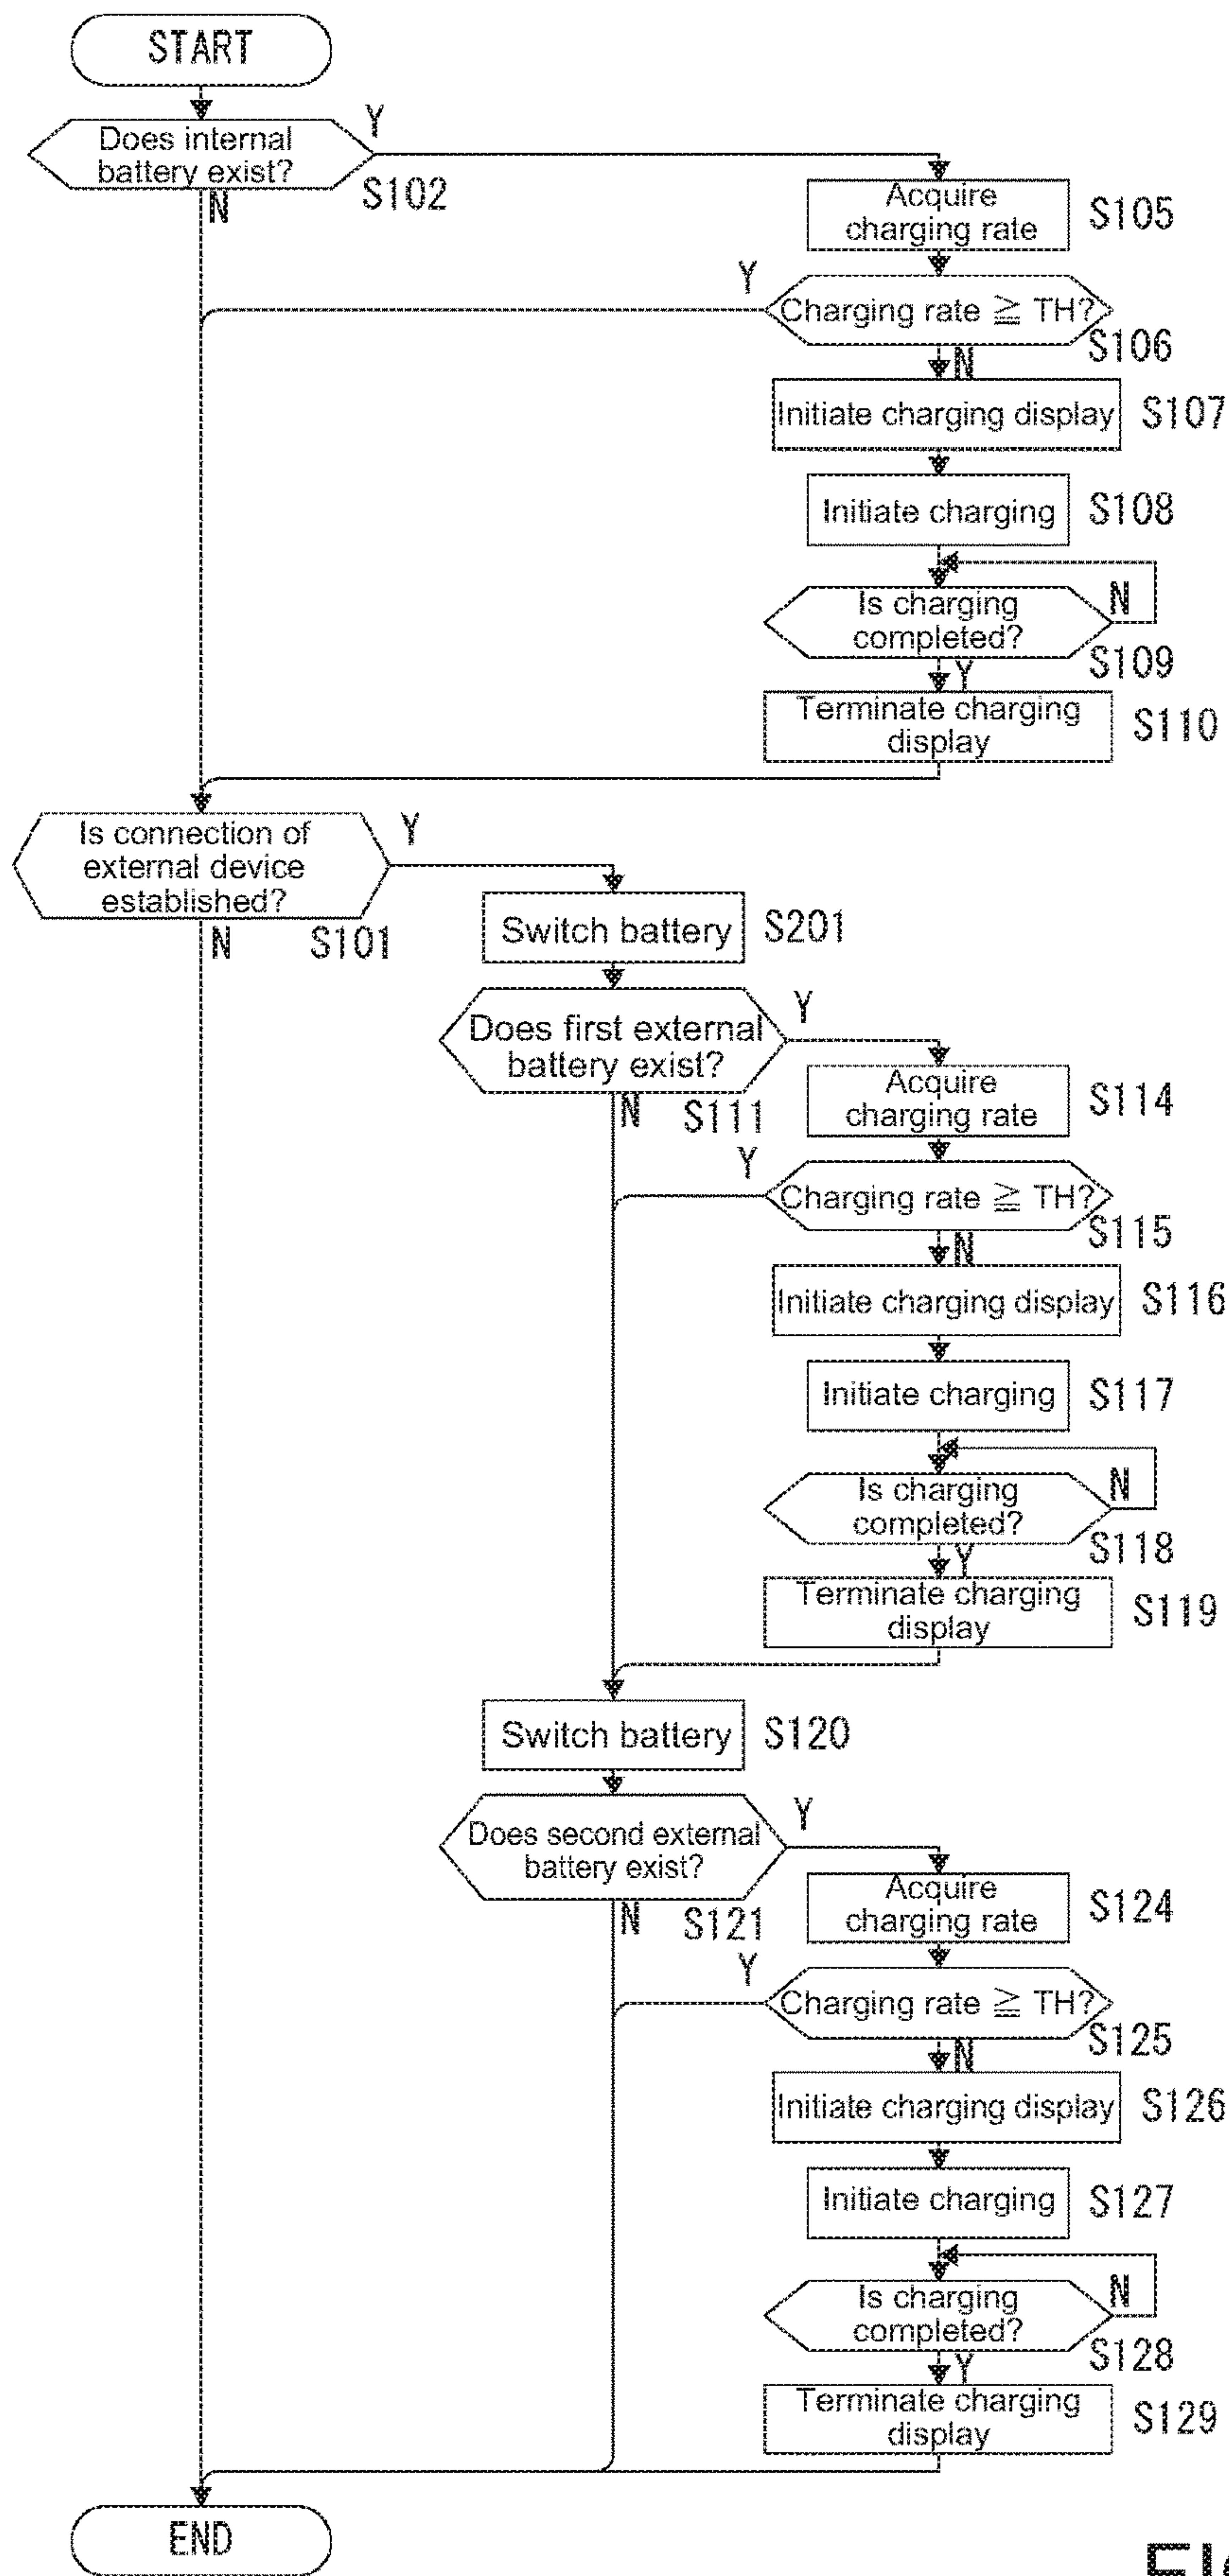 START
Does internal
battery exist?
Y
S102
N
Acquire
charging rate
S105
Y
Charging rate ≧ TH?
S106
N
Initiate charging display
S107
Initiate charging
S108
Is charging
completed?
N
S109
Y
Terminate charging
display
S110
Is connection of
external device
established?
Y
N
S101
Switch battery
S201
Does first external
battery exist?
Y
N
S111
Acquire
charging rate
S114
Y
Charging rate ≧ TH?
S115
N
Initiate charging display
S116
Initiate charging
S117
Is charging
completed?
N
S118
Y
Terminate charging
display
S119
Switch battery
S120
Does second external
battery exist?
Y
N
S121
Acquire
charging rate
S124
Y
Charging rate ≧ TH?
S125
N
Initiate charging display
S126
Initiate charging
S127
Is charging
completed?
N
S128
Y
Terminate charging
display
S129
END